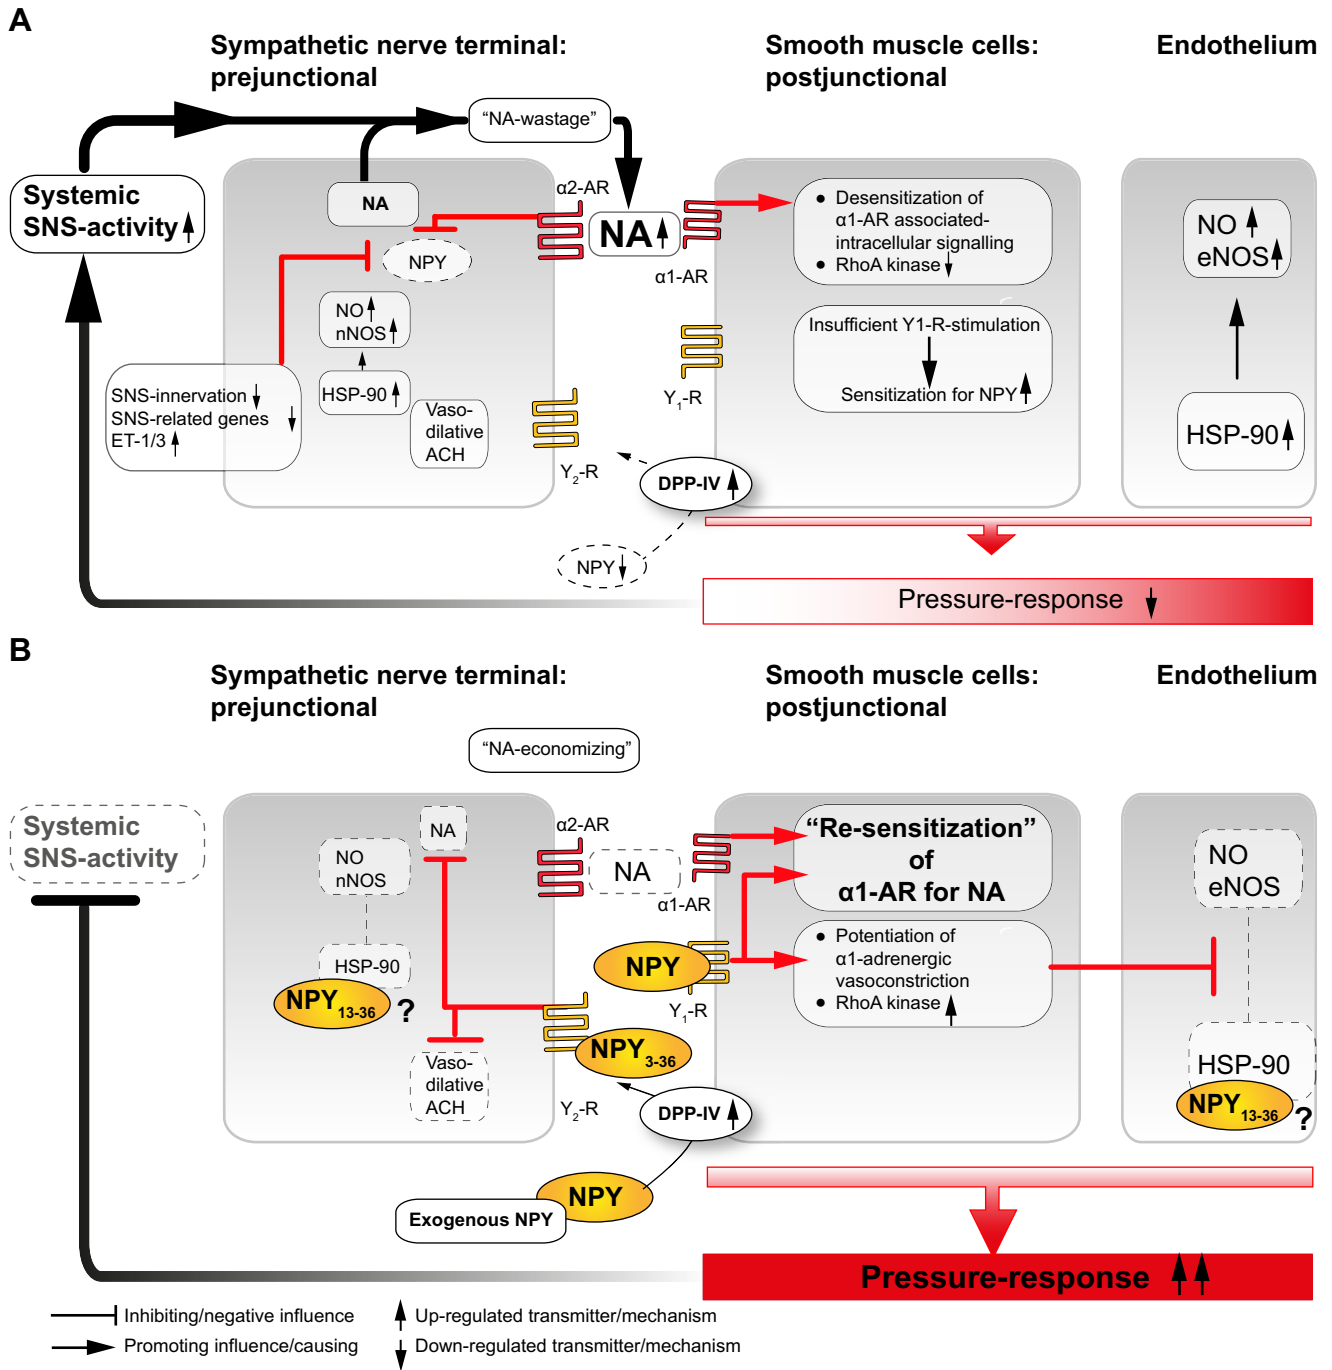 A
Sympathetic nerve terminal:
prejunctional
Smooth muscle cells:
postjunctional
Endothelium
“NA-wastage”
Systemic
SNS-activity
NA
α2-AR
NA
α1-AR
NPY
NO
nNOS
HSP-90
Vaso-
dilative
ACH
SNS-innervation
SNS-related genes
ET-1/3
Y2-R
Y1-R
● Desensitization of
α1-AR associated-
intracellular signalling
● RhoA kinase
Insufficient Y1-R-stimulation
Sensitization for NPY
NO
eNOS
HSP-90
DPP-IV
NPY
Pressure-response
B
Sympathetic nerve terminal:
prejunctional
Smooth muscle cells:
postjunctional
Endothelium
“NA-economizing”
Systemic
SNS-activity
NA
NO
nNOS
HSP-90
NPY13-36 ?
Vaso-
dilative
ACH
α2-AR
NA
α1-AR
NPY
Y1-R
NPY3-36
Y2-R
DPP-IV
NPY
Exogenous NPY
“Re-sensitization”
of
α1-AR for NA
● Potentiation of
α1-adrenergic
vasoconstriction
● RhoA kinase
NO
eNOS
HSP-90
NPY13-36 ?
Pressure-response
Inhibiting/negative influence
Promoting influence/causing
Up-regulated transmitter/mechanism
Down-regulated transmitter/mechanism